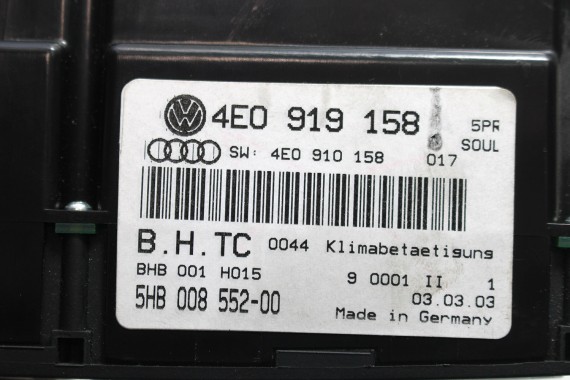 4E0 919 158 5PR
SOUL
SW: 4E0 910 158 017
B.H.TC 0044 Klimabetaetisung
BHB 001 H015 9 0001 II 1
5HB 008 552-00 03.03.03
Made in Germany